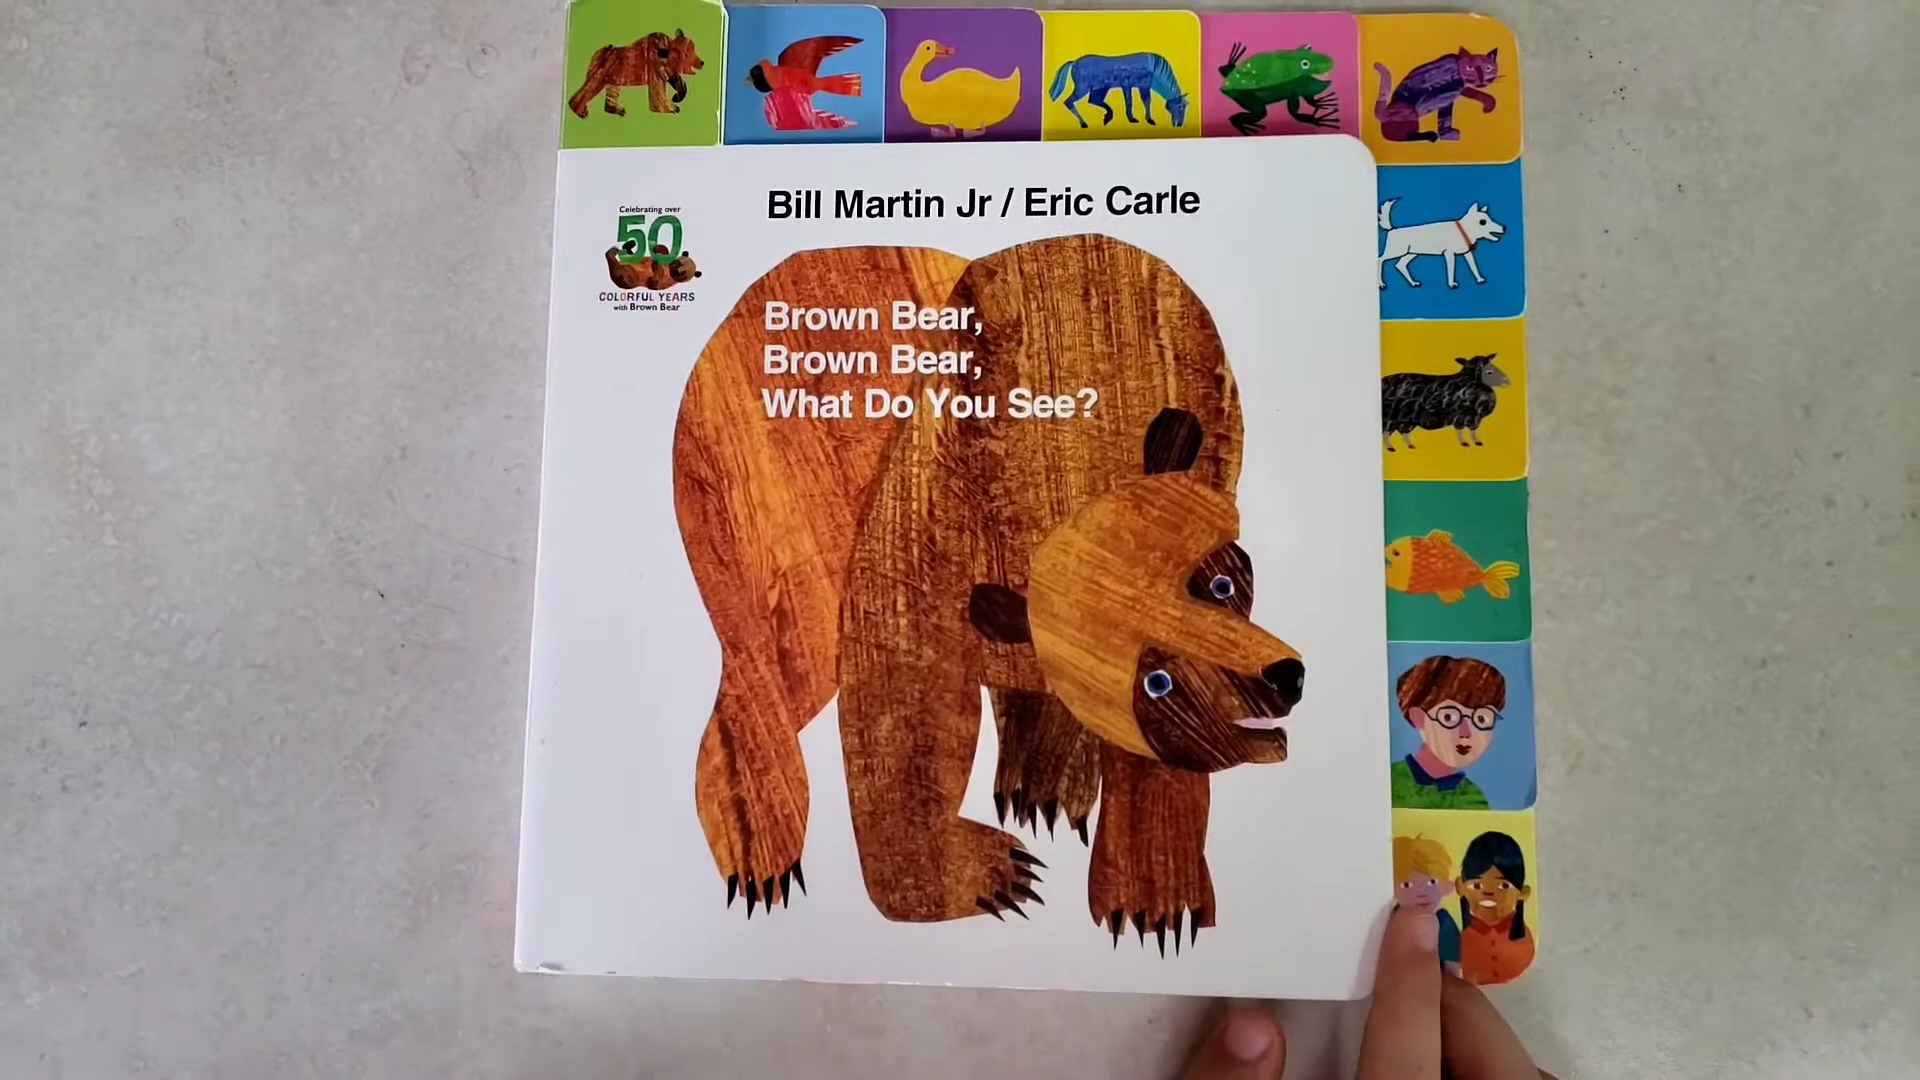 Bill Martin Jr / Eric Carle
Celebrating over
50
COLORFUL YEARS
with Brown Bear
Brown Bear,
Brown Bear,
What Do You See?